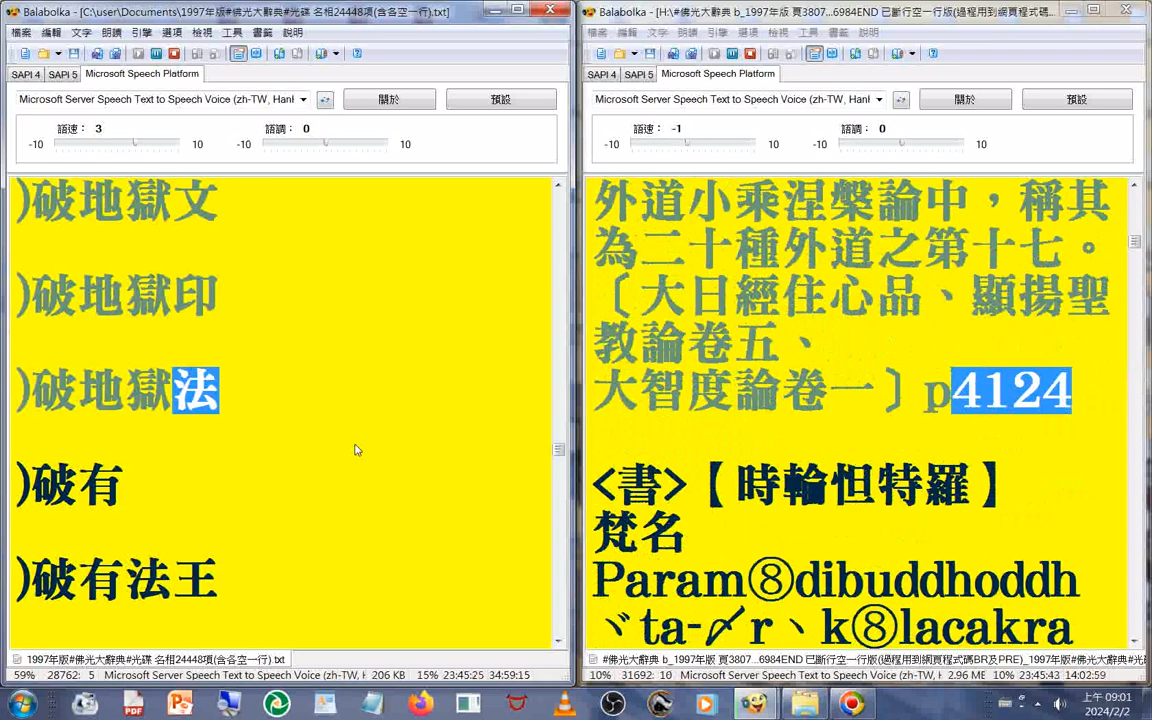 Balabolka - [C:\user\Documents\1997年版#佛光大辭典#光碟 名相24448項(含各空一行).txt]
檔案 編輯 文字 朗讀 引擎 選項 檢視 工具 書籤 說明
SAPI 4 SAPI 5 Microsoft Speech Platform
Microsoft Server Speech Text to Speech Voice (zh-TW, Hanl
關於 預設
語速： 3 語調： 0
-10 10 -10 10
)破地獄文
)破地獄印
)破地獄法
)破有
)破有法王
1997年版#佛光大辭典#光碟 名相24448項(含各空一行).txt
59% 28762: 5 Microsoft Server Speech Text to Speech Voice (zh-TW, Ha 206 KB 15% 23:45:25 34:59:15
Balabolka - [H:\#佛光大辭典 b_1997年版 頁3807...6984END 已斷行空一行版(過程用到網頁程式碼...
檔案 編輯 文字 朗讀 引擎 選項 檢視 工具 書籤 說明
SAPI 4 SAPI 5 Microsoft Speech Platform
Microsoft Server Speech Text to Speech Voice (zh-TW, Hanl
關於 預設
語速： -1 語調： 0
-10 10 -10 10
外道小乘涅槃論中，稱其
為二十種外道之第十七。
〔大日經住心品、顯揚聖
教論卷五、
大智度論卷一〕p4124
<書>【時輪怛特羅】
梵名
Param⑧dibuddhoddh
ヾta-〆r丶k⑧lacakra
#佛光大辭典 b_1997年版 頁3807...6984END 已斷行空一行版(過程用到網頁程式碼BR及PRE)_1997年版#佛光大辭典#光
10% 31692: 10 Microsoft Server Speech Text to Speech Voice (zh-TW, Ha 2.96 ME 10% 23:45:43 14:02:59
上午 09:01
2024/2/2